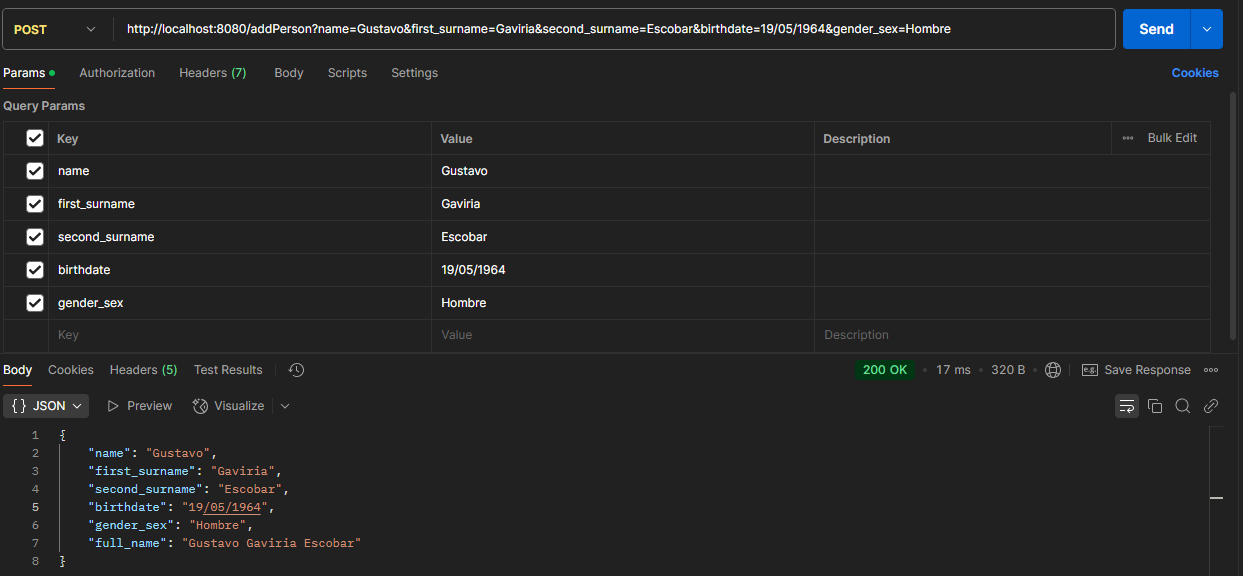 POST http://localhost:8080/addPerson?name=Gustavo&first_surname=Gaviria&second_surname=Escobar&birthdate=19/05/1964&gender_sex=Hombre Send
Params Authorization Headers (7) Body Scripts Settings Cookies
Query Params
Key Value Description Bulk Edit
name Gustavo
first_surname Gaviria
second_surname Escobar
birthdate 19/05/1964
gender_sex Hombre
Key Value Description
Body Cookies Headers (5) Test Results 200 OK 17 ms 320 B e.g. Save Response
{} JSON Preview Visualize
1 {
2 "name": "Gustavo",
3 "first_surname": "Gaviria",
4 "second_surname": "Escobar",
5 "birthdate": "19/05/1964",
6 "gender_sex": "Hombre",
7 "full_name": "Gustavo Gaviria Escobar"
8 }